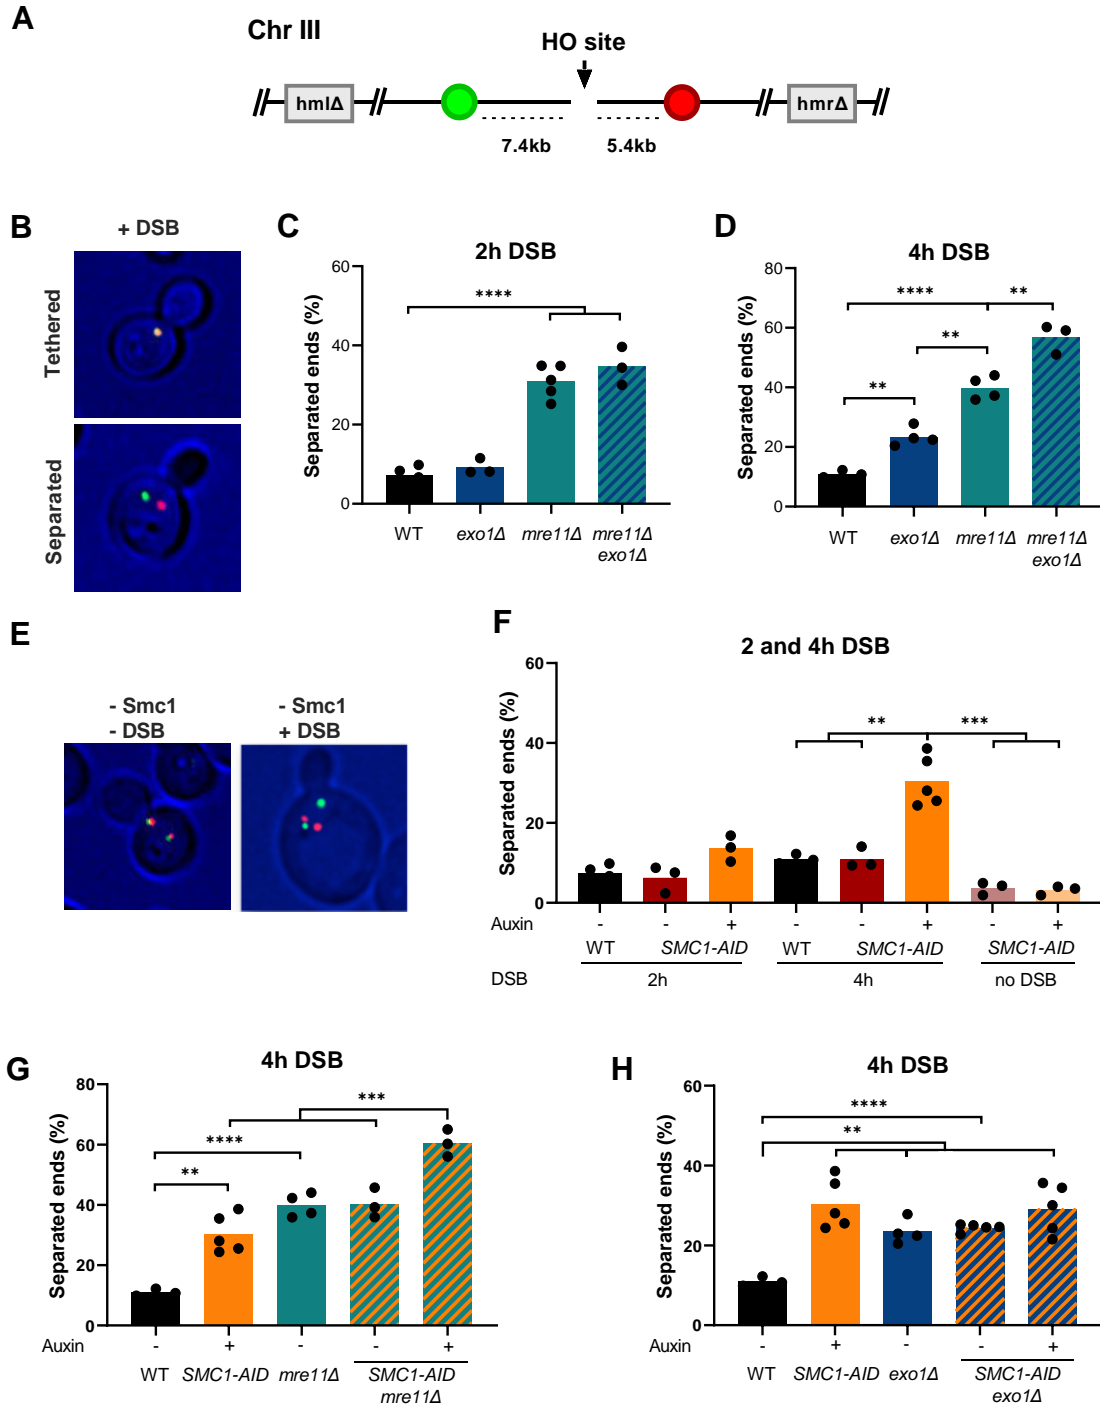 A
Chr III
HO site
hmlΔ
hmrΔ
7.4kb
5.4kb
B
+ DSB
Tethered
Separated
C
2h DSB
Separated ends (%)
60
40
20
0
****
WT
exo1Δ
mre11Δ
mre11Δ
exo1Δ
D
4h DSB
Separated ends (%)
80
60
40
20
0
****
**
**
**
WT
exo1Δ
mre11Δ
mre11Δ
exo1Δ
E
- Smc1
- DSB
- Smc1
+ DSB
F
2 and 4h DSB
Separated ends (%)
60
40
20
0
**
***
Auxin - - + - - + - +
WT SMC1-AID WT SMC1-AID SMC1-AID
DSB 2h 4h no DSB
G
4h DSB
Separated ends (%)
80
60
40
20
0
***
****
**
Auxin - + - - +
WT SMC1-AID mre11Δ SMC1-AID
mre11Δ
H
4h DSB
Separated ends (%)
60
40
20
0
****
**
Auxin - + - - +
WT SMC1-AID exo1Δ SMC1-AID
exo1Δ